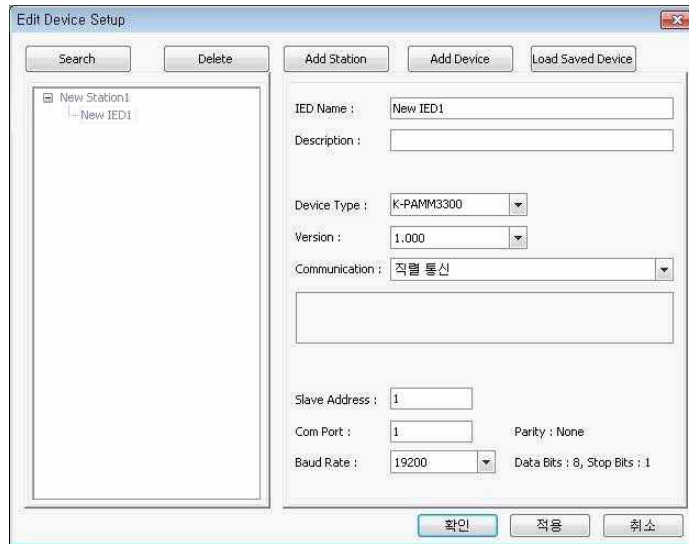 Edit Device Setup
Search
Delete
Add Station
Add Device
Load Saved Device
New Station1
New IED1
IED Name : New IED1
Description :
Device Type : K-PAMM3300
Version : 1.000
Communication : 직렬 통신
Slave Address : 1
Com Port : 1 Parity : None
Baud Rate : 19200 Data Bits : 8, Stop Bits : 1
확인
적용
취소